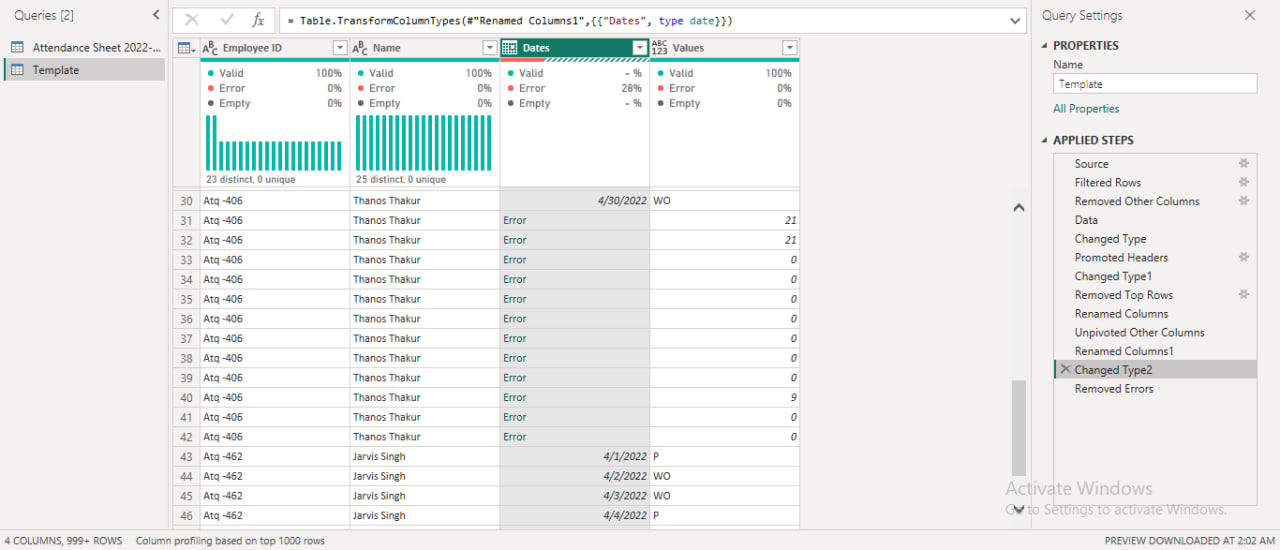 Queries [2]
Attendance Sheet 2022-...
Template
fx
= Table.TransformColumnTypes(#"Renamed Columns1",{{"Dates", type date}})
Employee ID Name Dates Values
ABC ABC ABC 123
Valid 100% Valid 100% Valid - % Valid 100%
Error 0% Error 0% Error 28% Error 0%
Empty 0% Empty 0% Empty - % Empty 0%
23 distinct, 0 unique 25 distinct, 0 unique
30 Atq -406 Thanos Thakur 4/30/2022 WO
31 Atq -406 Thanos Thakur Error 21
32 Atq -406 Thanos Thakur Error 21
33 Atq -406 Thanos Thakur Error 0
34 Atq -406 Thanos Thakur Error 0
35 Atq -406 Thanos Thakur Error 0
36 Atq -406 Thanos Thakur Error 0
37 Atq -406 Thanos Thakur Error 0
38 Atq -406 Thanos Thakur Error 0
39 Atq -406 Thanos Thakur Error 0
40 Atq -406 Thanos Thakur Error 9
41 Atq -406 Thanos Thakur Error 0
42 Atq -406 Thanos Thakur Error 0
43 Atq -462 Jarvis Singh 4/1/2022 P
44 Atq -462 Jarvis Singh 4/2/2022 WO
45 Atq -462 Jarvis Singh 4/3/2022 WO
46 Atq -462 Jarvis Singh 4/4/2022 P
Query Settings
PROPERTIES
Name
Template
All Properties
APPLIED STEPS
Source
Filtered Rows
Removed Other Columns
Data
Changed Type
Promoted Headers
Changed Type1
Removed Top Rows
Renamed Columns
Unpivoted Other Columns
Renamed Columns1
Changed Type2
Removed Errors
Activate Windows
Go to Settings to activate Windows.
4 COLUMNS, 999+ ROWS Column profiling based on top 1000 rows
PREVIEW DOWNLOADED AT 2:02 AM